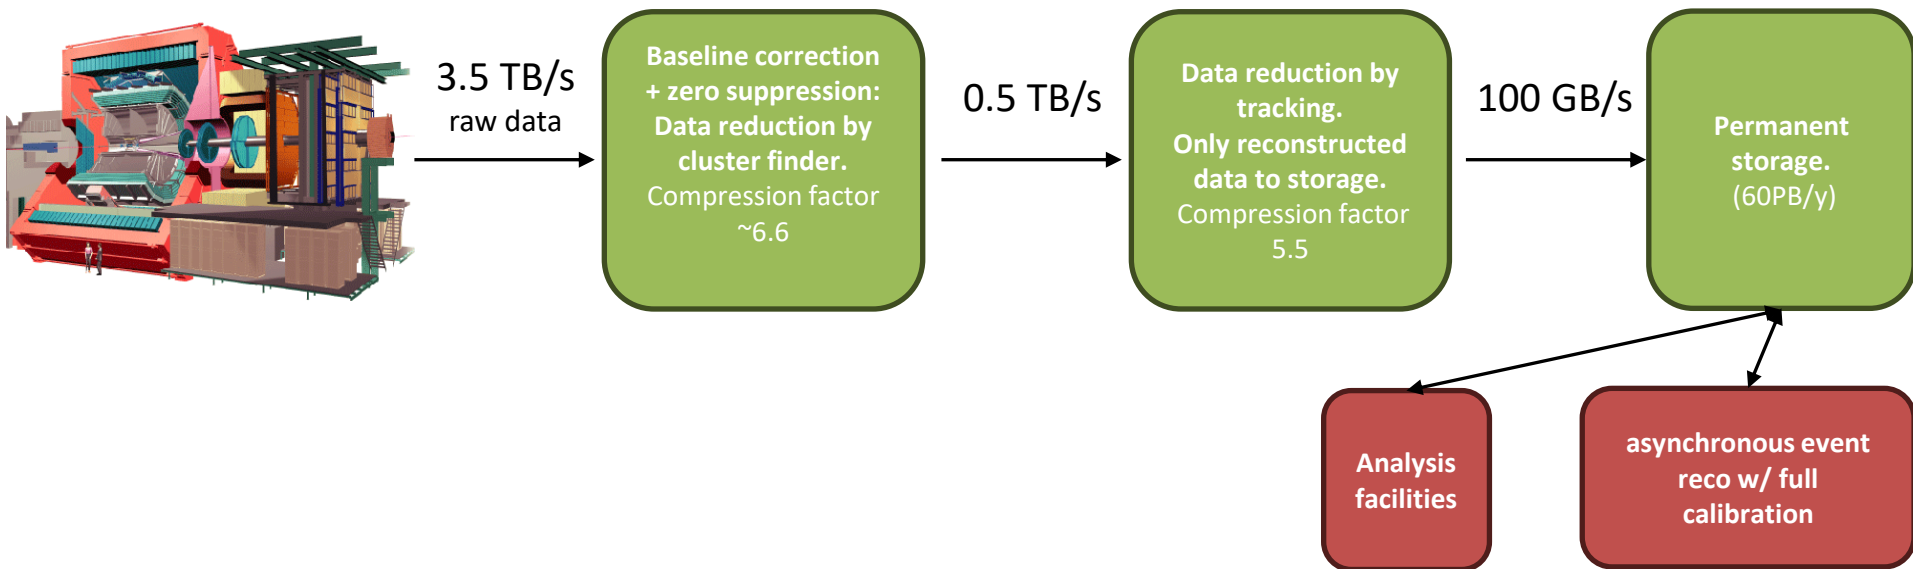 3.5 TB/s
raw data
Baseline correction
+ zero suppression:
Data reduction by
cluster finder.
Compression factor
~6.6
0.5 TB/s
Data reduction by
tracking.
Only reconstructed
data to storage.
Compression factor
5.5
100 GB/s
Permanent
storage.
(60PB/y)
Analysis
facilities
asynchronous event
reco w/ full
calibration